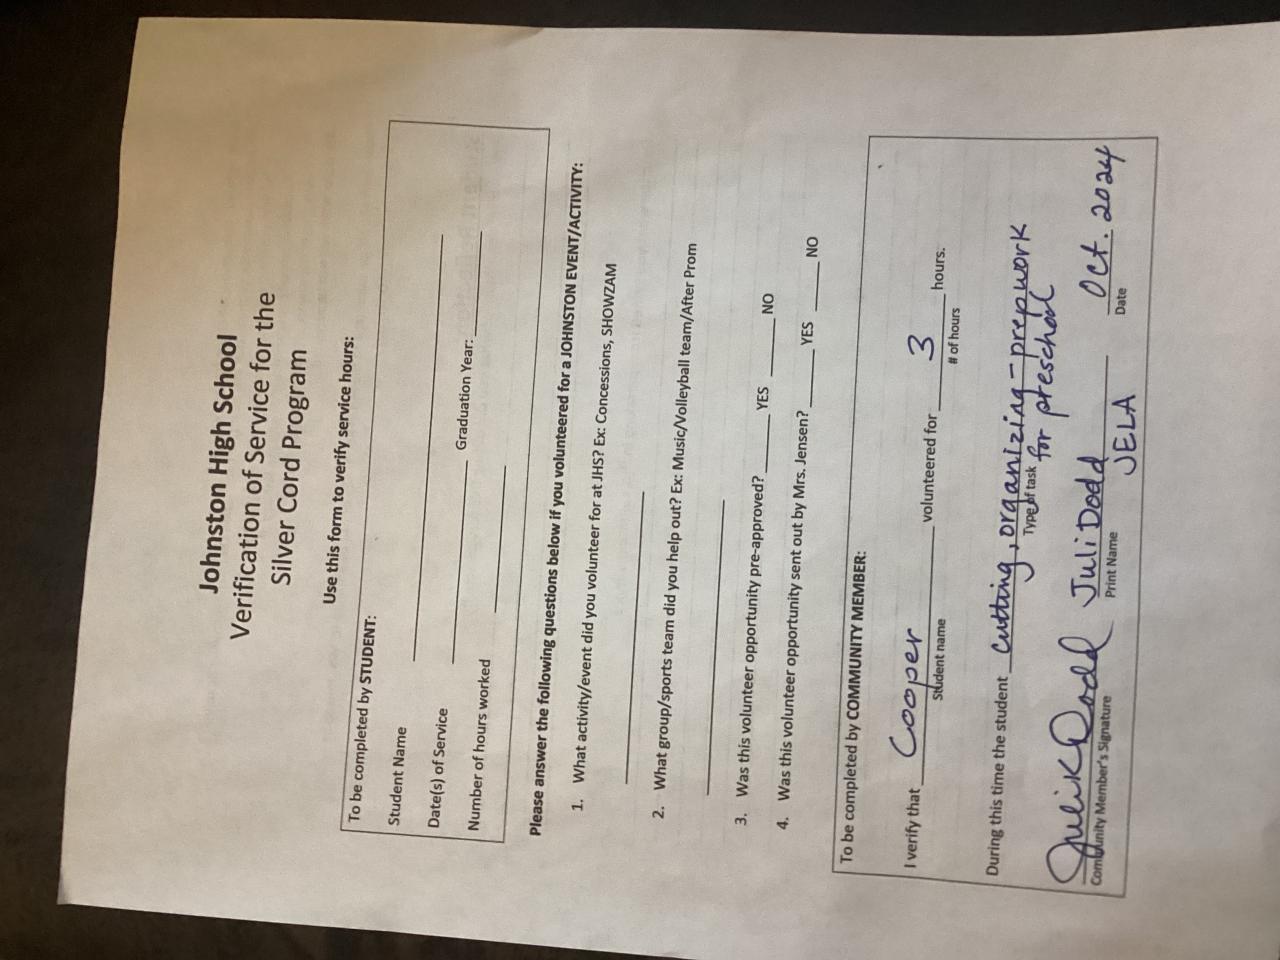 Johnston High School
Verification of Service for the
Silver Cord Program
Use this form to verify service hours:
To be completed by STUDENT:
Student Name
Date(s) of Service Graduation Year:
Number of hours worked
Please answer the following questions below if you volunteered for a JOHNSTON EVENT/ACTIVITY:
1. What activity/event did you volunteer for at JHS? Ex: Concessions, SHOWZAM
2. What group/sports team did you help out? Ex: Music/Volleyball team/After Prom
3. Was this volunteer opportunity pre-approved? YES NO
4. Was this volunteer opportunity sent out by Mrs. Jensen? YES NO
To be completed by COMMUNITY MEMBER:
I verify that Cooper volunteered for 3 hours.
Student name # of hours
During this time the student cutting, organizing - prep work
Type of task for preschool
Juli K Dodd Juli Dodd Oct. 2024
Community Member's Signature Print Name Date
JELA